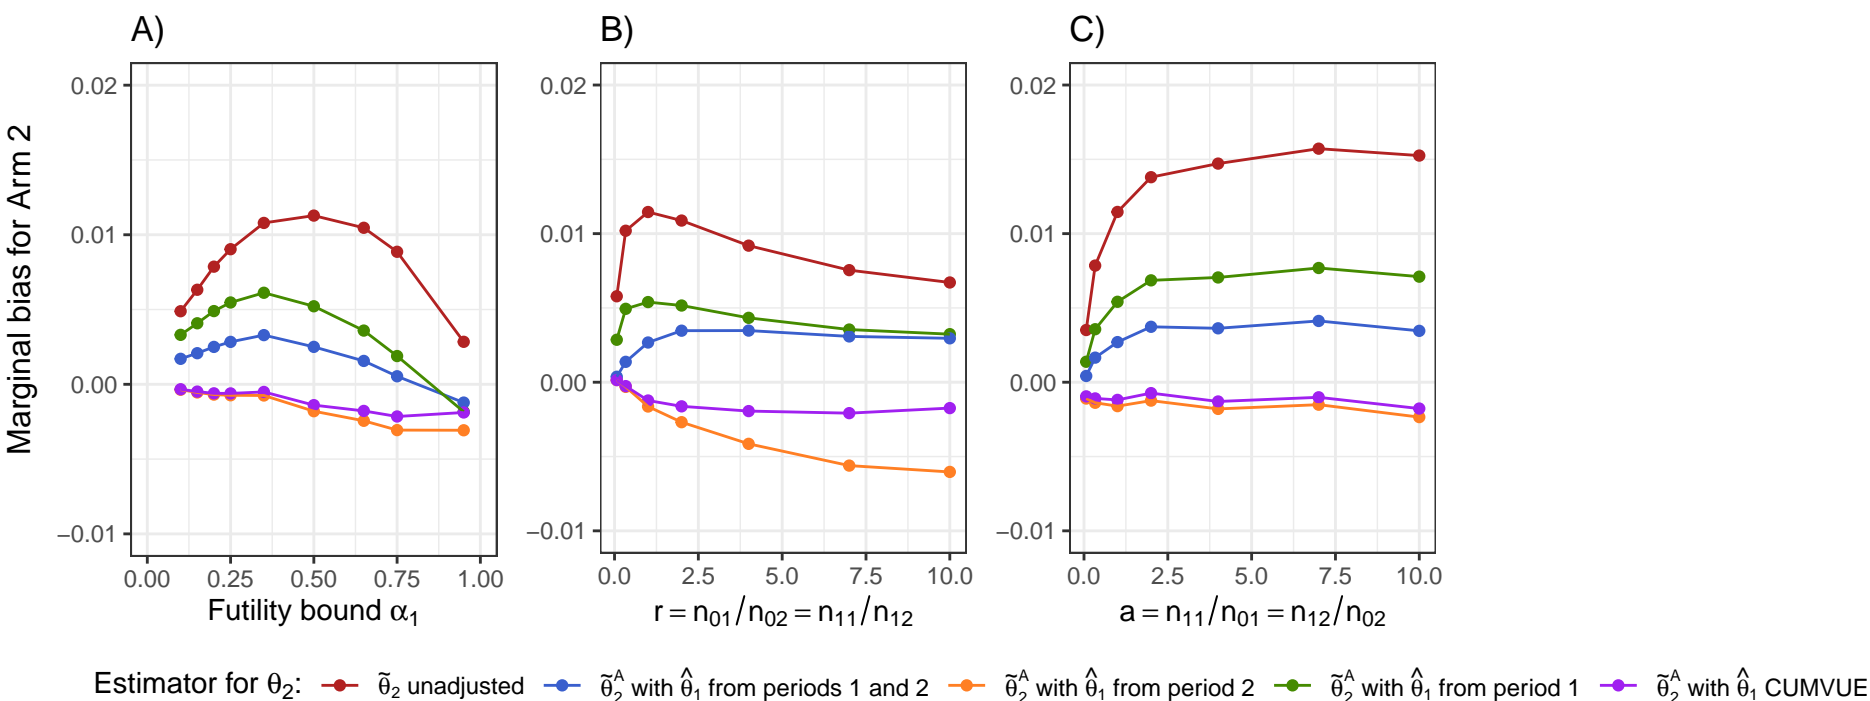 A) B) C)
Marginal bias for Arm 2
0.02 0.02 0.02
0.01 0.01 0.01
0.00 0.00 0.00
−0.01 −0.01 −0.01
0.00 0.25 0.50 0.75 1.00 0.0 2.5 5.0 7.5 10.0 0.0 2.5 5.0 7.5 10.0
Futility bound α₁ r = n₀₁/n₀₂ = n₁₁/n₁₂ a = n₁₁/n₀₁ = n₁₂/n₀₂
Estimator for θ₂: θ̃₂ unadjusted θ̃₂ᴬ with θ̂₁ from periods 1 and 2 θ̃₂ᴬ with θ̂₁ from period 2 θ̃₂ᴬ with θ̂₁ from period 1 θ̃₂ᴬ with θ̂₁ CUMVUE